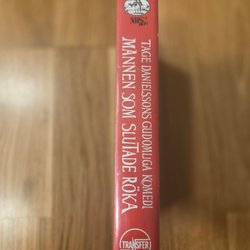 TAGE DANIELSSONS GUDOMLIGA KOMEDI
MANNEN SOM SLUTADE RÖKA
TRANSFER